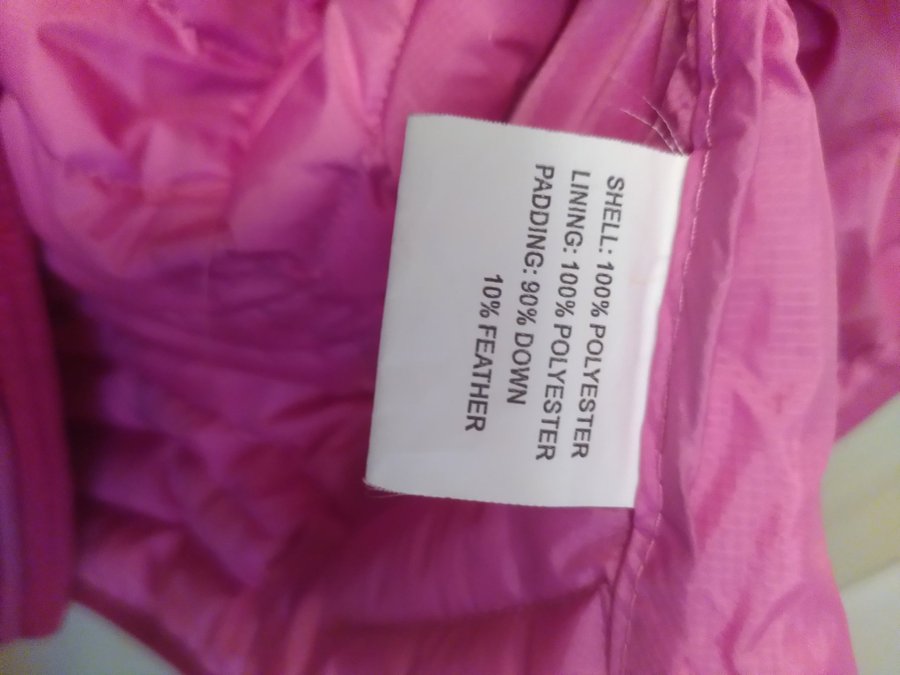 SHELL: 100% POLYESTER
LINING: 100% POLYESTER
PADDING: 90% DOWN
10% FEATHER